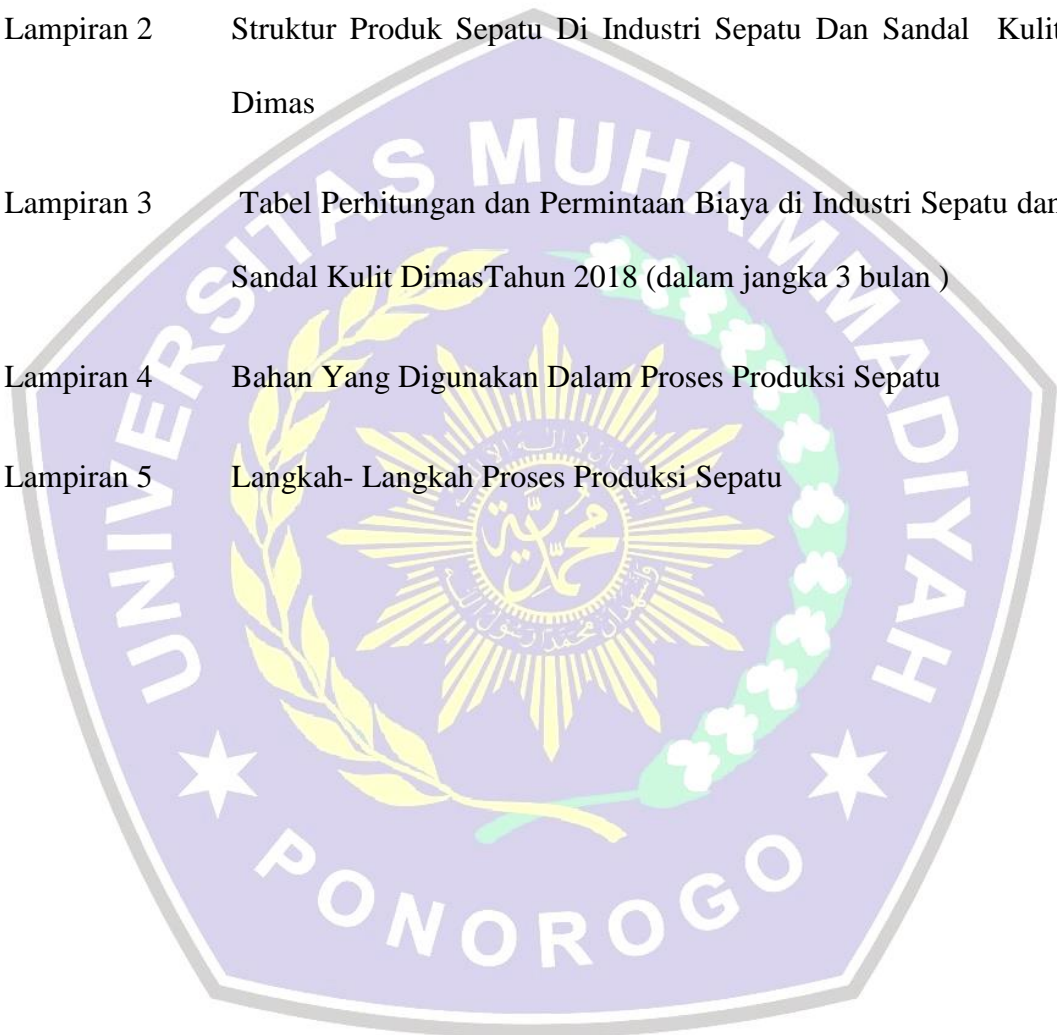 Lampiran 2 Struktur Produk Sepatu Di Industri Sepatu Dan Sandal Kulit
Dimas
Lampiran 3 Tabel Perhitungan dan Permintaan Biaya di Industri Sepatu dan
Sandal Kulit DimasTahun 2018 (dalam jangka 3 bulan )
Lampiran 4 Bahan Yang Digunakan Dalam Proses Produksi Sepatu
Lampiran 5 Langkah- Langkah Proses Produksi Sepatu
UNIVERSITAS MUHAMMADIYAH
PONOROGO
محمدية